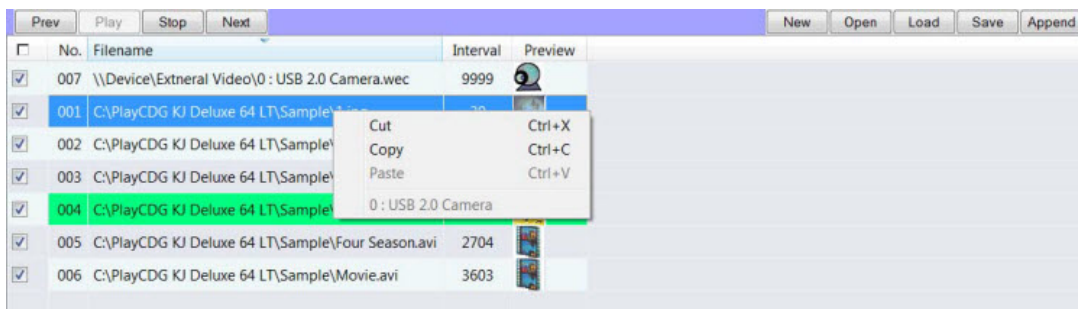 Prev Play Stop Next New Open Load Save Append
No. Filename Interval Preview
007 \\Device\Extneral Video\0 : USB 2.0 Camera.wec 9999
001 C:\PlayCDG KJ Deluxe 64 LT\Sample\1.jpg
Cut Ctrl+X
002 C:\PlayCDG KJ Deluxe 64 LT\Sample\
Copy Ctrl+C
003 C:\PlayCDG KJ Deluxe 64 LT\Sample\
Paste Ctrl+V
004 C:\PlayCDG KJ Deluxe 64 LT\Sample\
0 : USB 2.0 Camera
005 C:\PlayCDG KJ Deluxe 64 LT\Sample\Four Season.avi 2704
006 C:\PlayCDG KJ Deluxe 64 LT\Sample\Movie.avi 3603